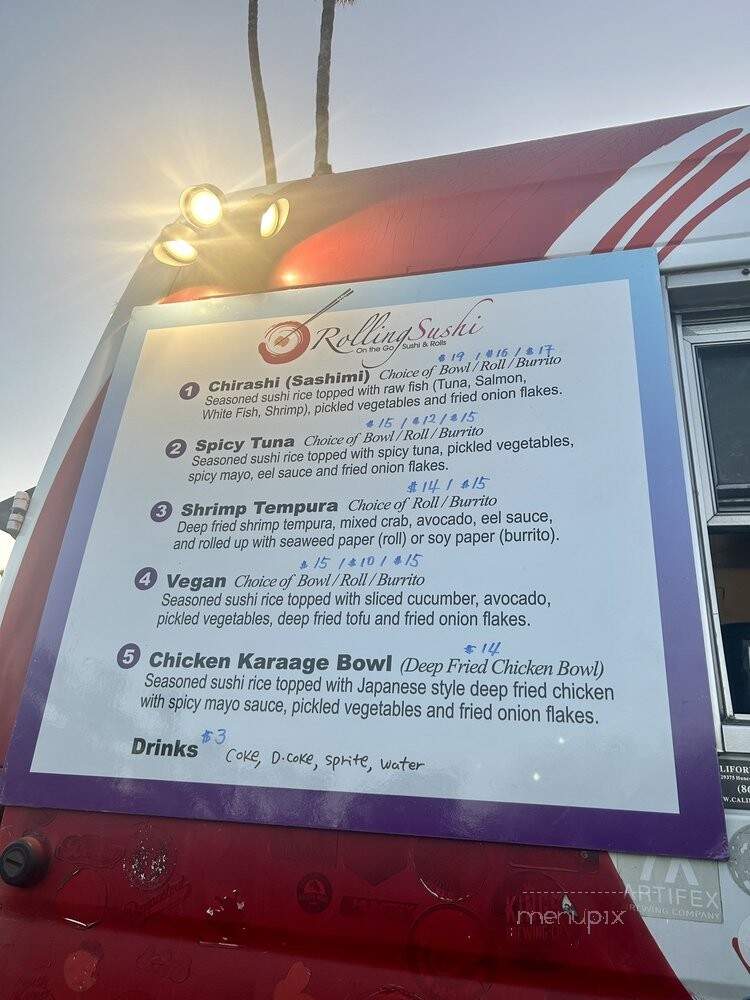 Rolling Sushi
On the Go Sushi & Rolls
$19 / $16 / $17
1 Chirashi (Sashimi) Choice of Bowl / Roll / Burrito
Seasoned sushi rice topped with raw fish (Tuna, Salmon,
White Fish, Shrimp), pickled vegetables and fried onion flakes.
$15 / $12 / $15
2 Spicy Tuna Choice of Bowl / Roll / Burrito
Seasoned sushi rice topped with spicy tuna, pickled vegetables,
spicy mayo, eel sauce and fried onion flakes.
$14 / $15
3 Shrimp Tempura Choice of Roll / Burrito
Deep fried shrimp tempura, mixed crab, avocado, eel sauce,
and rolled up with seaweed paper (roll) or soy paper (burrito).
$15 / $10 / $15
4 Vegan Choice of Bowl / Roll / Burrito
Seasoned sushi rice topped with sliced cucumber, avocado,
pickled vegetables, deep fried tofu and fried onion flakes.
$14
5 Chicken Karaage Bowl (Deep Fried Chicken Bowl)
Seasoned sushi rice topped with Japanese style deep fried chicken
with spicy mayo sauce, pickled vegetables and fried onion flakes.
Drinks $3 Coke, D.coke, sprite, water
ARTIFEX
BREWING COMPANY
menupix